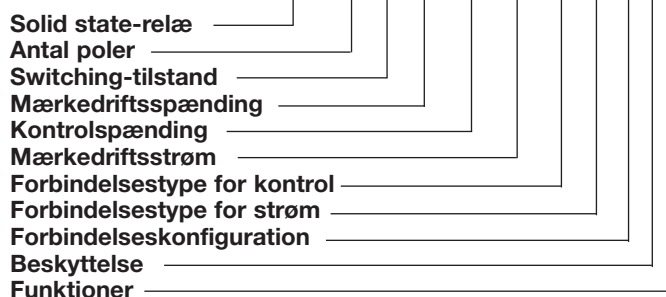 Solid state-relæ
Antal poler
Switching-tilstand
Mærkedriftsspænding
Kontrolspænding
Mærkedriftsstrøm
Forbindelsestype for kontrol
Forbindelsestype for strøm
Forbindelseskonfiguration
Beskyttelse
Funktioner